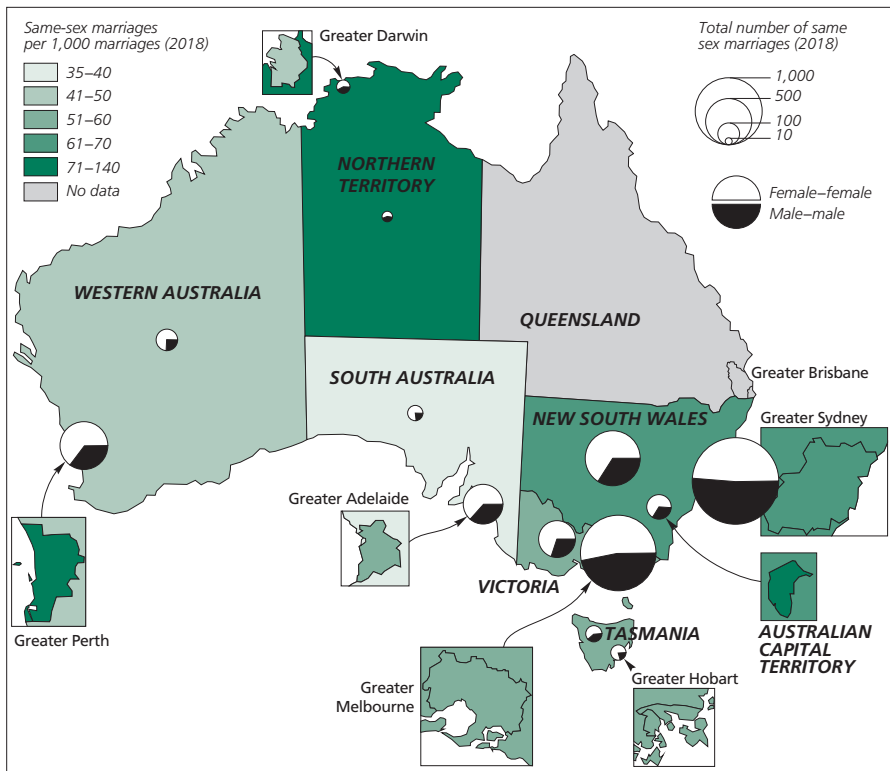 Same-sex marriages
per 1,000 marriages (2018)
35–40
41–50
51–60
61–70
71–140
No data
Greater Darwin
Total number of same
sex marriages (2018)
1,000
500
100
10
Female–female
Male–male
NORTHERN
TERRITORY
WESTERN AUSTRALIA
QUEENSLAND
SOUTH AUSTRALIA
Greater Brisbane
NEW SOUTH WALES
Greater Sydney
Greater Adelaide
VICTORIA
Greater Perth
TASMANIA
AUSTRALIAN
CAPITAL
TERRITORY
Greater
Melbourne
Greater Hobart